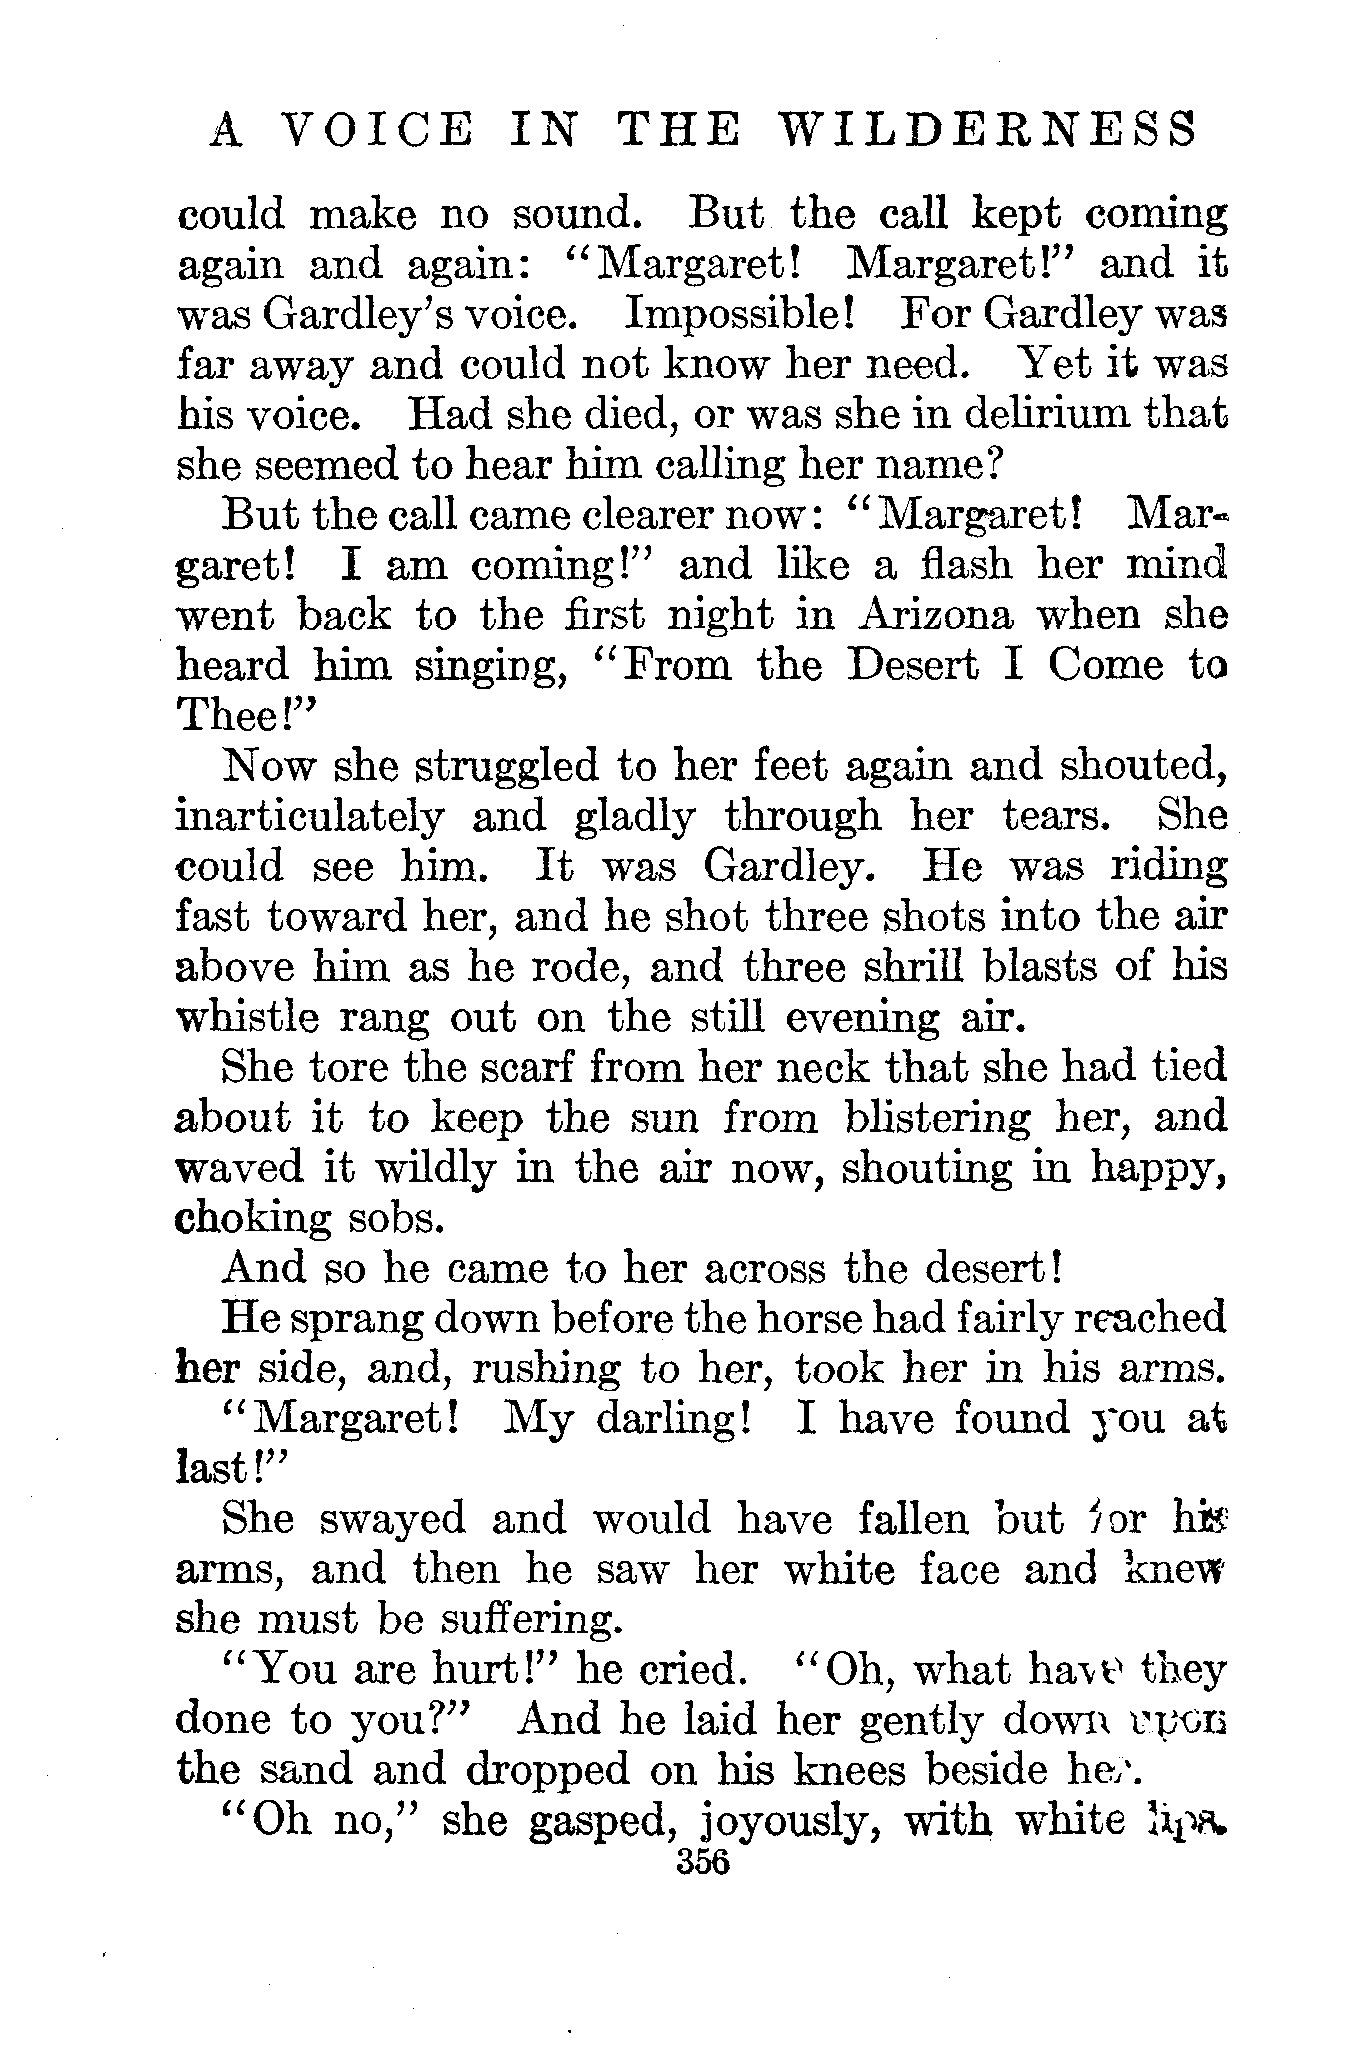 A VOICE IN THE WILDERNESS
could make no sound. But the call kept coming
again and again: “Margaret! Margaret!” and it
was Gardley’s voice. Impossible! For Gardley was
far away and could not know her need. Yet it was
his voice. Had she died, or was she in delirium that
she seemed to hear him calling her name?
But the call came clearer now: “Margaret! Mar-
garet! I am coming!” and like a flash her mind
went back to the first night in Arizona when she
heard him singing, “From the Desert I Come to
Thee!”
Now she struggled to her feet again and shouted,
inarticulately and gladly through her tears. She
could see him. It was Gardley. He was riding
fast toward her, and he shot three shots into the air
above him as he rode, and three shrill blasts of his
whistle rang out on the still evening air.
She tore the scarf from her neck that she had tied
about it to keep the sun from blistering her, and
waved it wildly in the air now, shouting in happy,
choking sobs.
And so he came to her across the desert!
He sprang down before the horse had fairly reached
her side, and, rushing to her, took her in his arms.
“Margaret! My darling! I have found you at
last!”
She swayed and would have fallen but for his
arms, and then he saw her white face and knew
she must be suffering.
“You are hurt!” he cried. “Oh, what have they
done to you?” And he laid her gently down upon
the sand and dropped on his knees beside her.
“Oh no,” she gasped, joyously, with white lips.
356